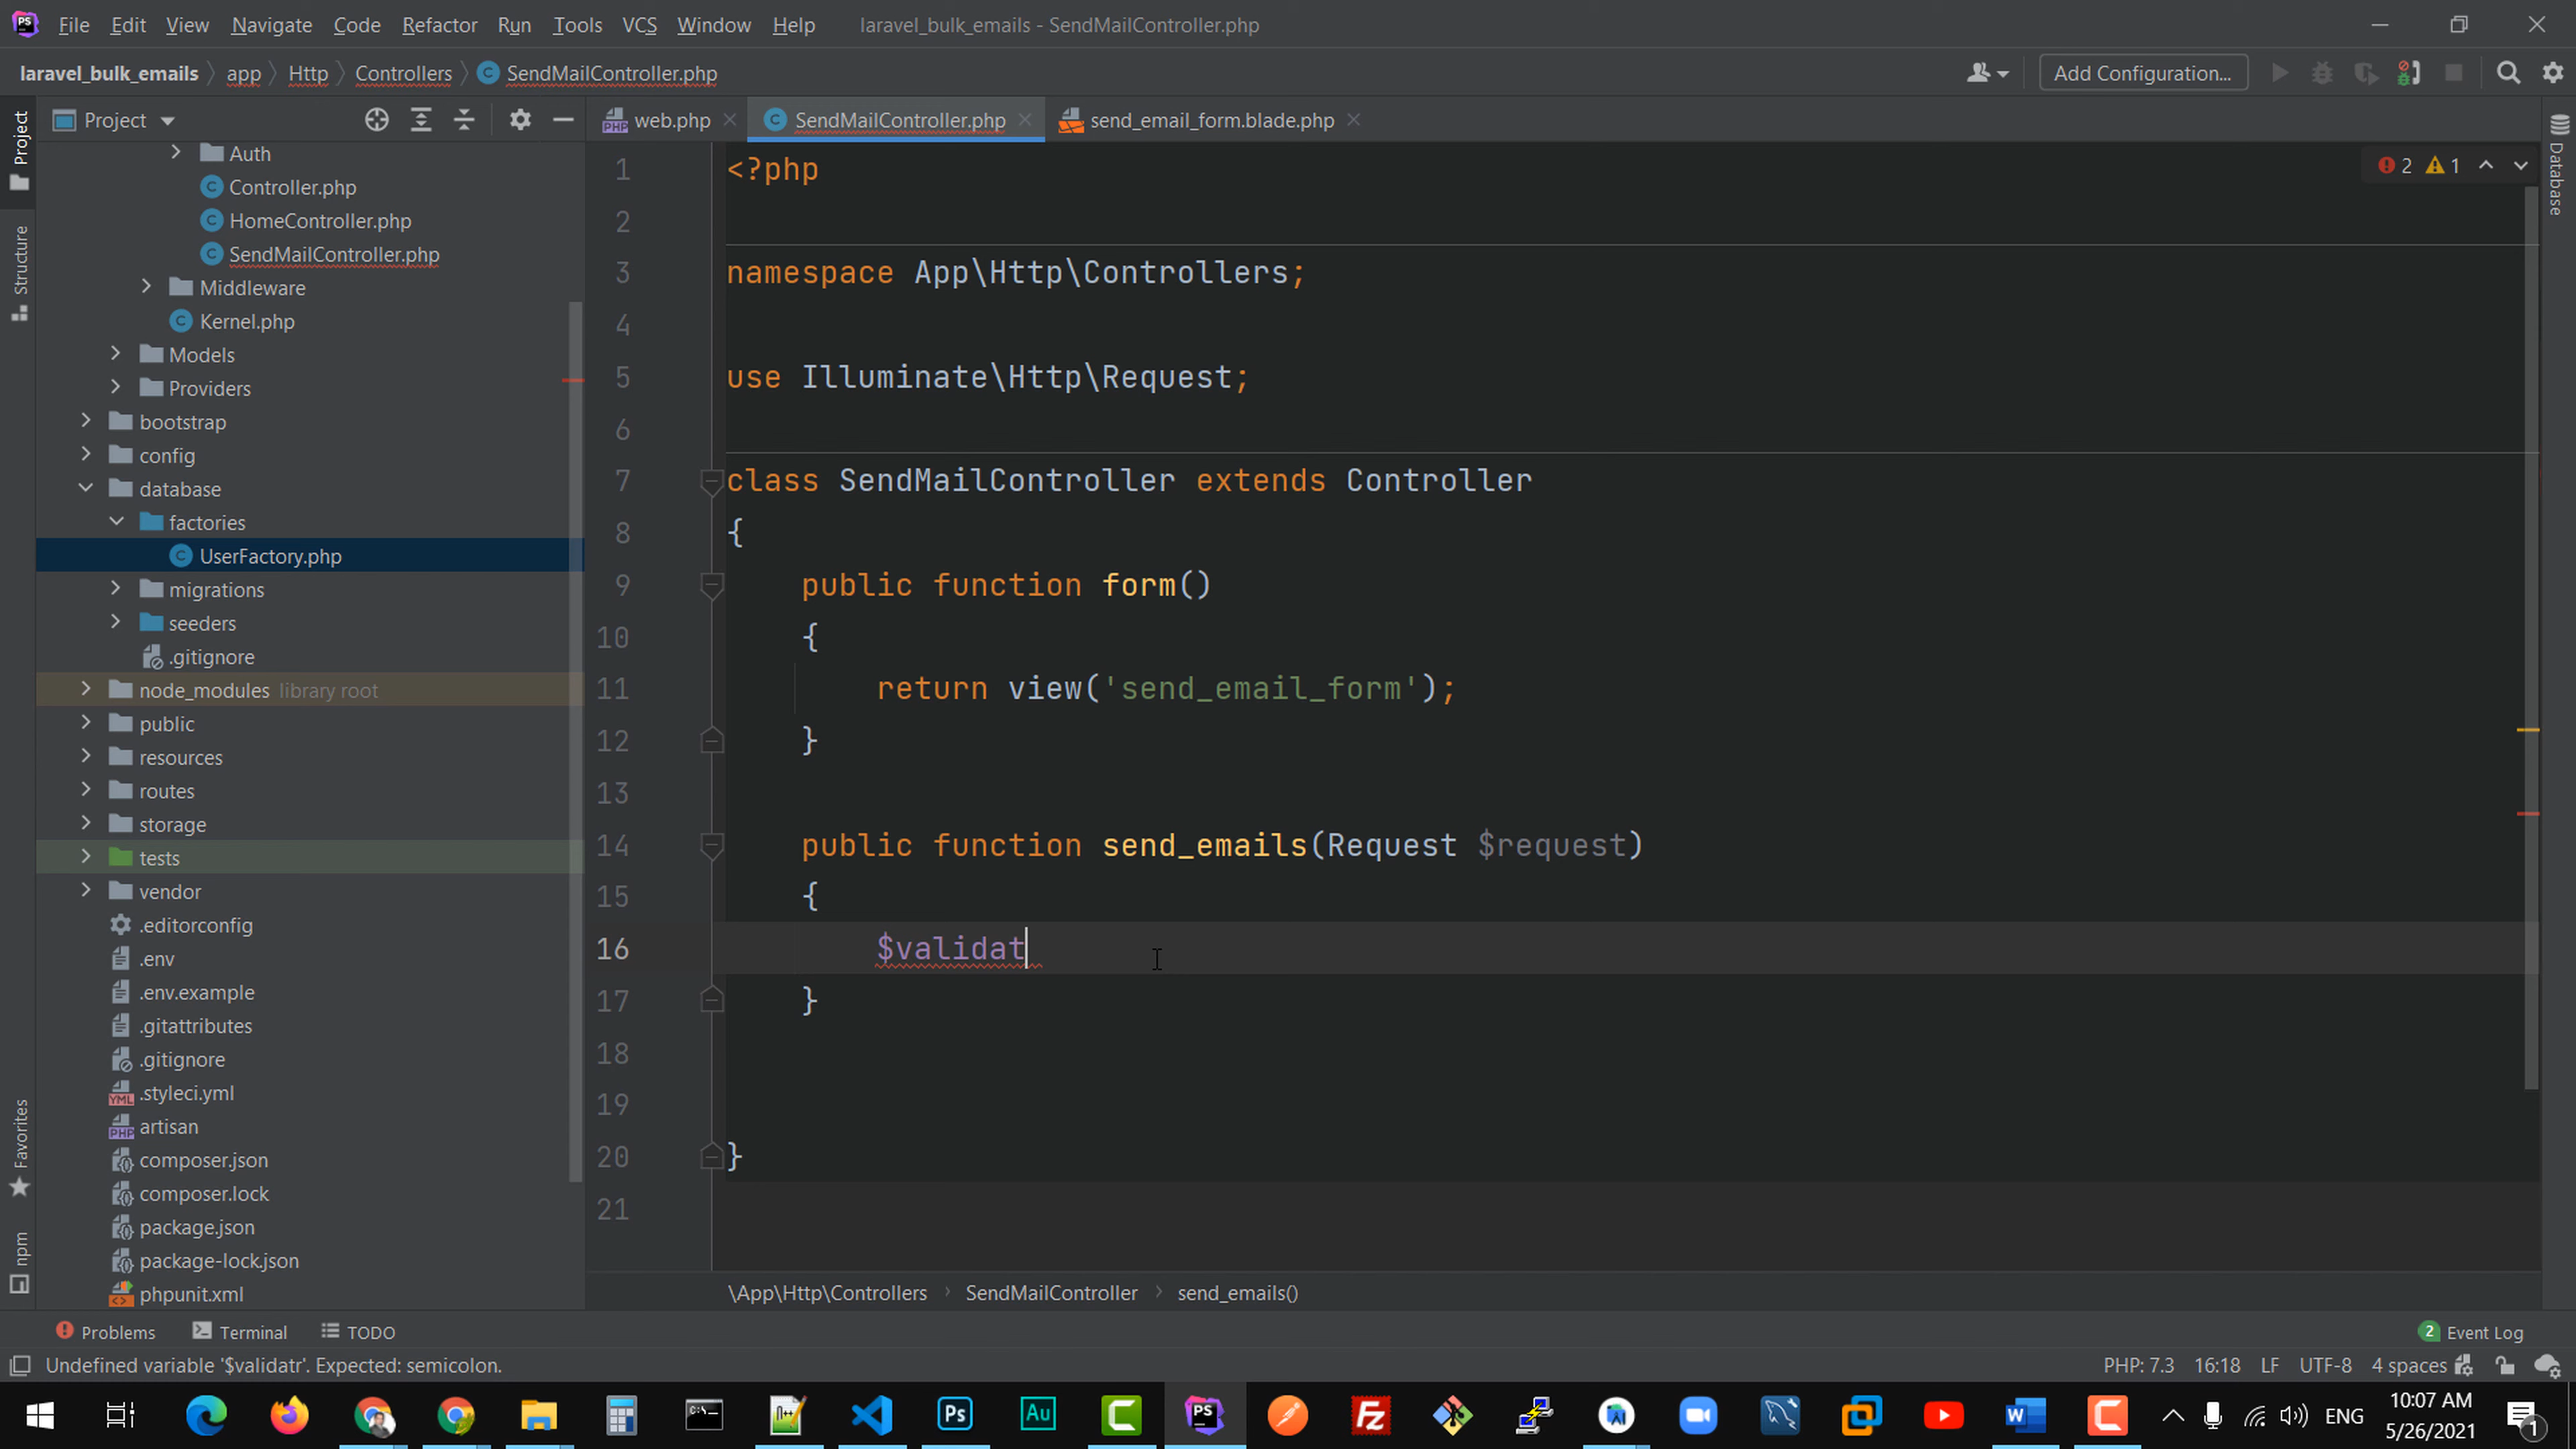 File Edit View Navigate Code Refactor Run Tools VCS Window Help laravel_bulk_emails - SendMailController.php
laravel_bulk_emails app Http Controllers SendMailController.php Add Configuration...
Project
web.php SendMailController.php send_email_form.blade.php
Project
Structure
Favorites
npm
Database
Auth
Controller.php
HomeController.php
SendMailController.php
Middleware
Kernel.php
Models
Providers
bootstrap
config
database
factories
UserFactory.php
migrations
seeders
.gitignore
node_modules library root
public
resources
routes
storage
tests
vendor
.editorconfig
.env
.env.example
.gitattributes
.gitignore
.styleci.yml
artisan
composer.json
composer.lock
package.json
package-lock.json
phpunit.xml
2 1
1 <?php
2
3 namespace App\Http\Controllers;
4
5 use Illuminate\Http\Request;
6
7 class SendMailController extends Controller
8 {
9 public function form()
10 {
11 return view('send_email_form');
12 }
13
14 public function send_emails(Request $request)
15 {
16 $validat
17 }
18
19
20 }
21
\App\Http\Controllers SendMailController send_emails()
Problems Terminal TODO 2 Event Log
Undefined variable '$validatr'. Expected: semicolon. PHP: 7.3 16:18 LF UTF-8 4 spaces
ENG 10:07 AM
5/26/2021 1